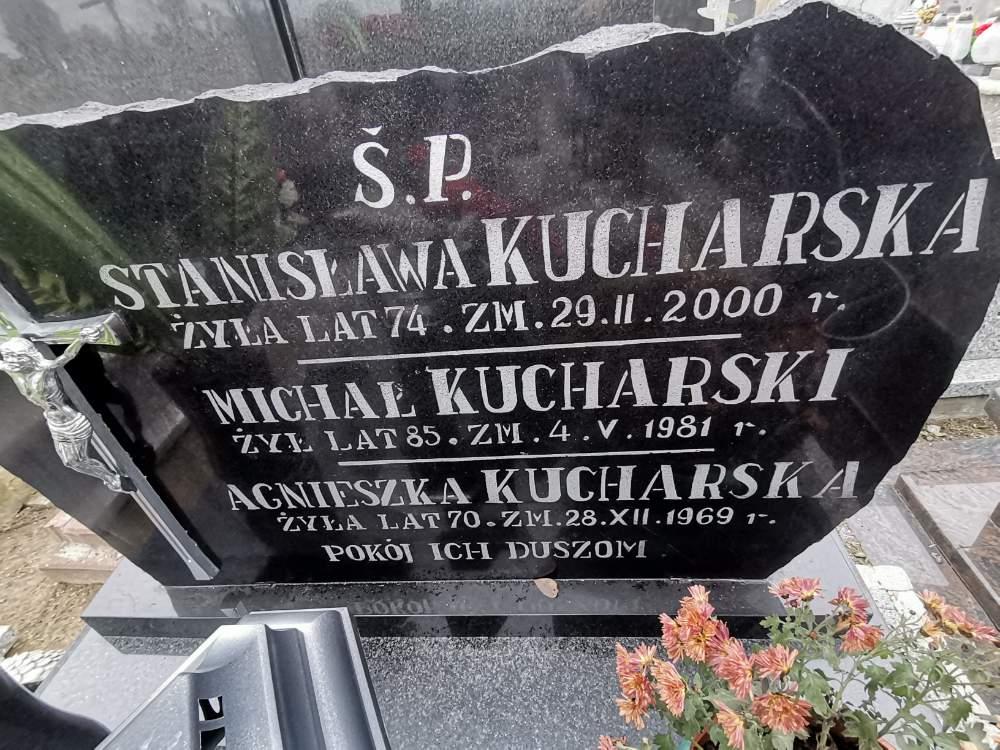 Š.P.
STANISŁAWA KUCHARSKA
ŻYŁA LAT 74. ZM. 29.II.2000 r.
MICHAŁ KUCHARSKI
ŻYŁ LAT 85. ZM. 4.V.1981 r.
AGNIESZKA KUCHARSKA
ŻYŁA LAT 70. ZM. 28.XII.1969 r.
POKÓJ ICH DUSZOM